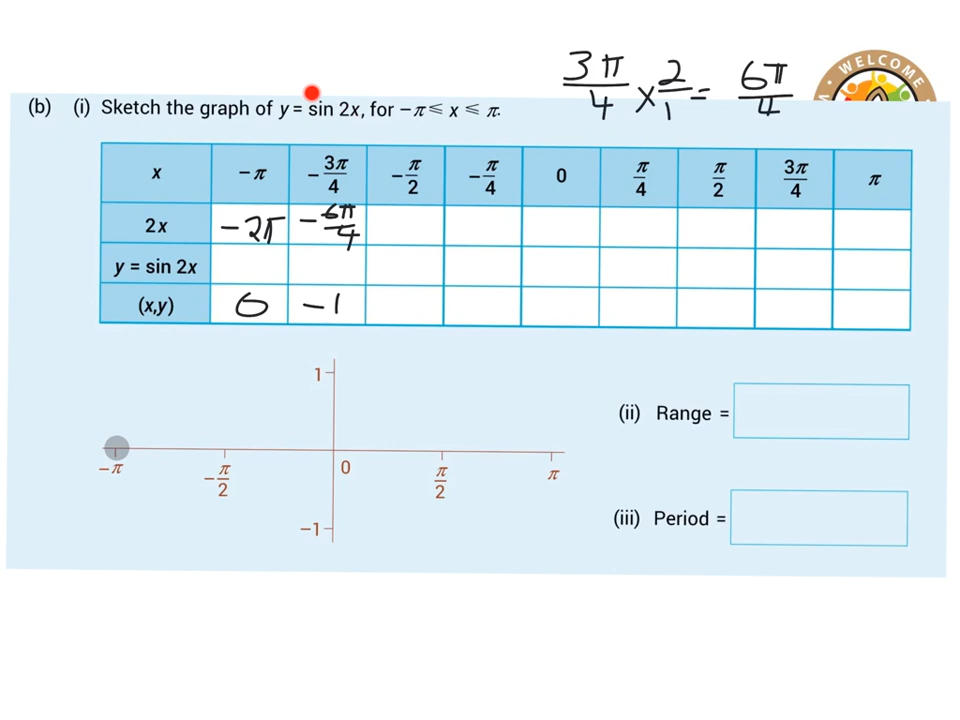 3π/4 × 2/1 = 6π/4
WELCOME
(b) (i) Sketch the graph of y = sin 2x, for −π ⩽ x ⩽ π.
x −π −3π/4 −π/2 −π/4 0 π/4 π/2 3π/4 π
2x −2π −6π/4
y = sin 2x
(x,y) 0 −1
1
(ii) Range =
−π −π/2 0 π/2 π
−1
(iii) Period =